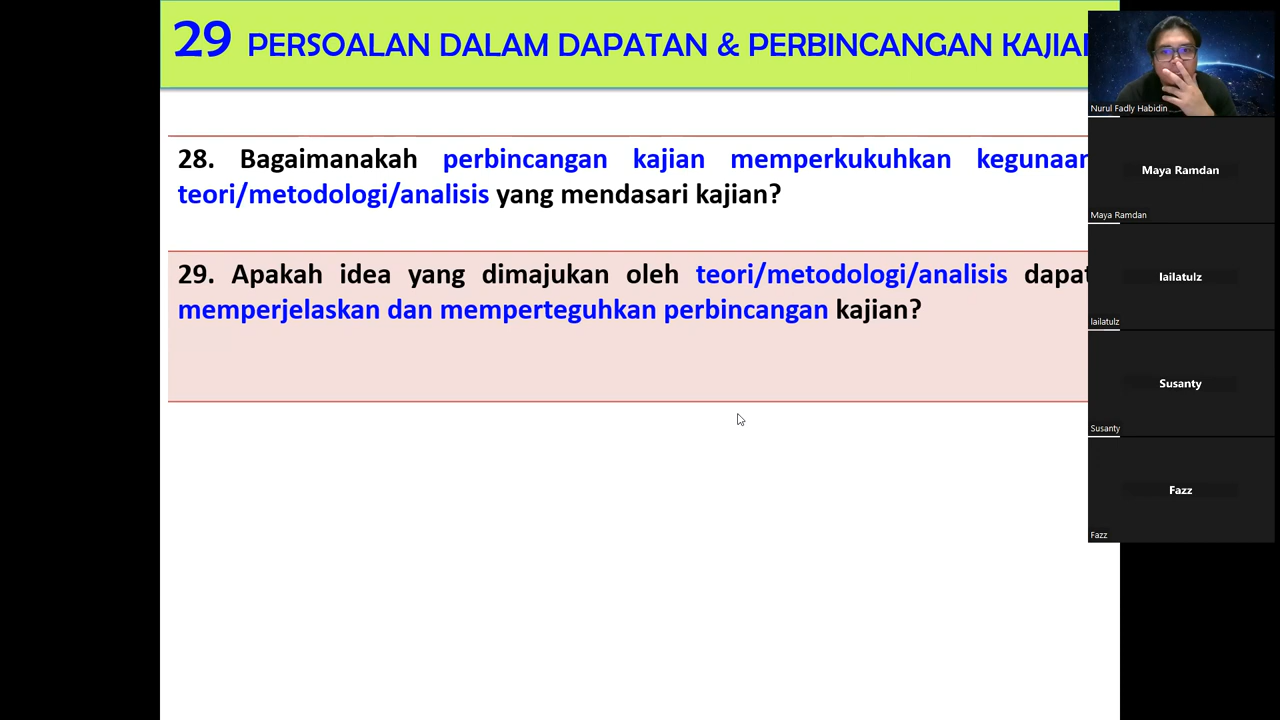 29 PERSOALAN DALAM DAPATAN & PERBINCANGAN KAJIAN
28. Bagaimanakah perbincangan kajian memperkukuhkan kegunaan
teori/metodologi/analisis yang mendasari kajian?
29. Apakah idea yang dimajukan oleh teori/metodologi/analisis dapat
memperjelaskan dan memperteguhkan perbincangan kajian?
Nurul Fadly Habidin
Maya Ramdan
Maya Ramdan
lailatulz
lailatulz
Susanty
Susanty
Fazz
Fazz